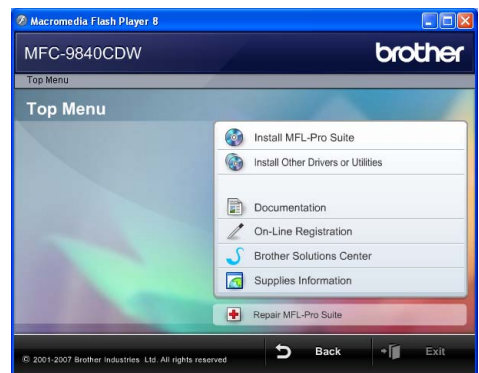 Macromedia Flash Player 8
MFC-9840CDW
brother
Top Menu
Top Menu
Install MFL-Pro Suite
Install Other Drivers or Utilities
Documentation
On-Line Registration
Brother Solutions Center
Supplies Information
Repair MFL-Pro Suite
© 2001-2007 Brother Industries Ltd. All rights reserved
Back
Exit